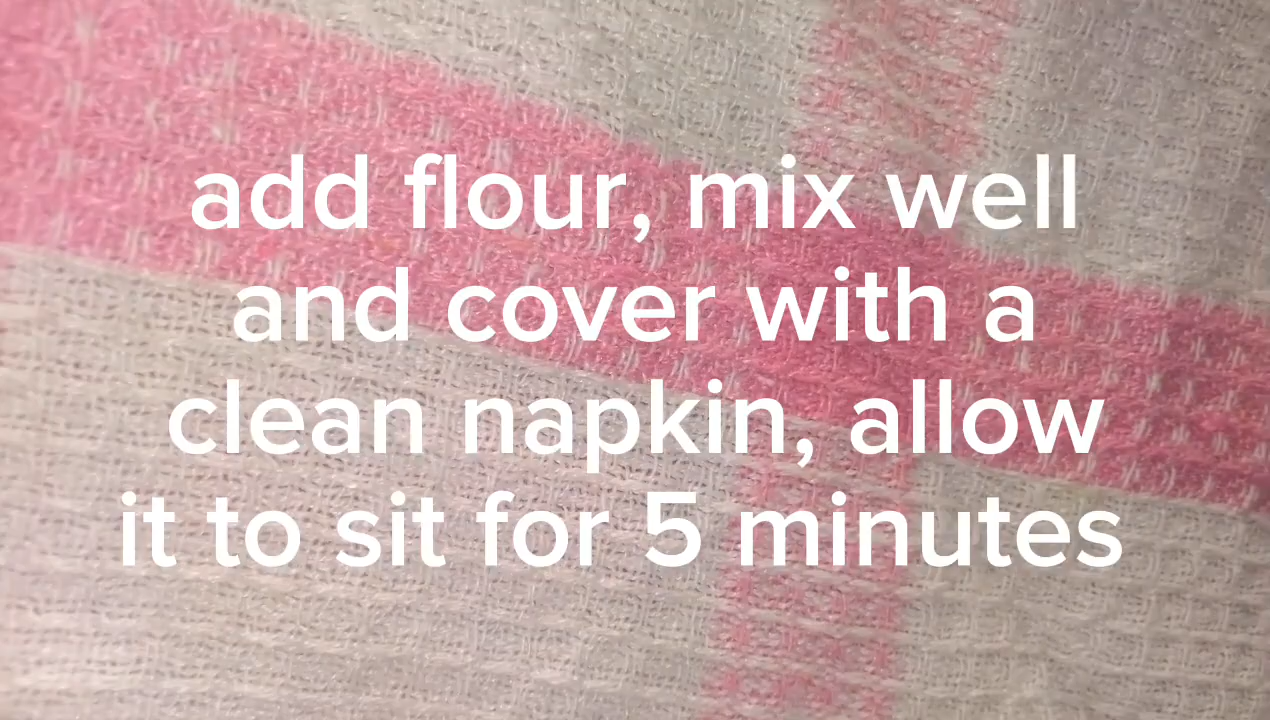 add flour, mix well
and cover with a
clean napkin, allow
it to sit for 5 minutes